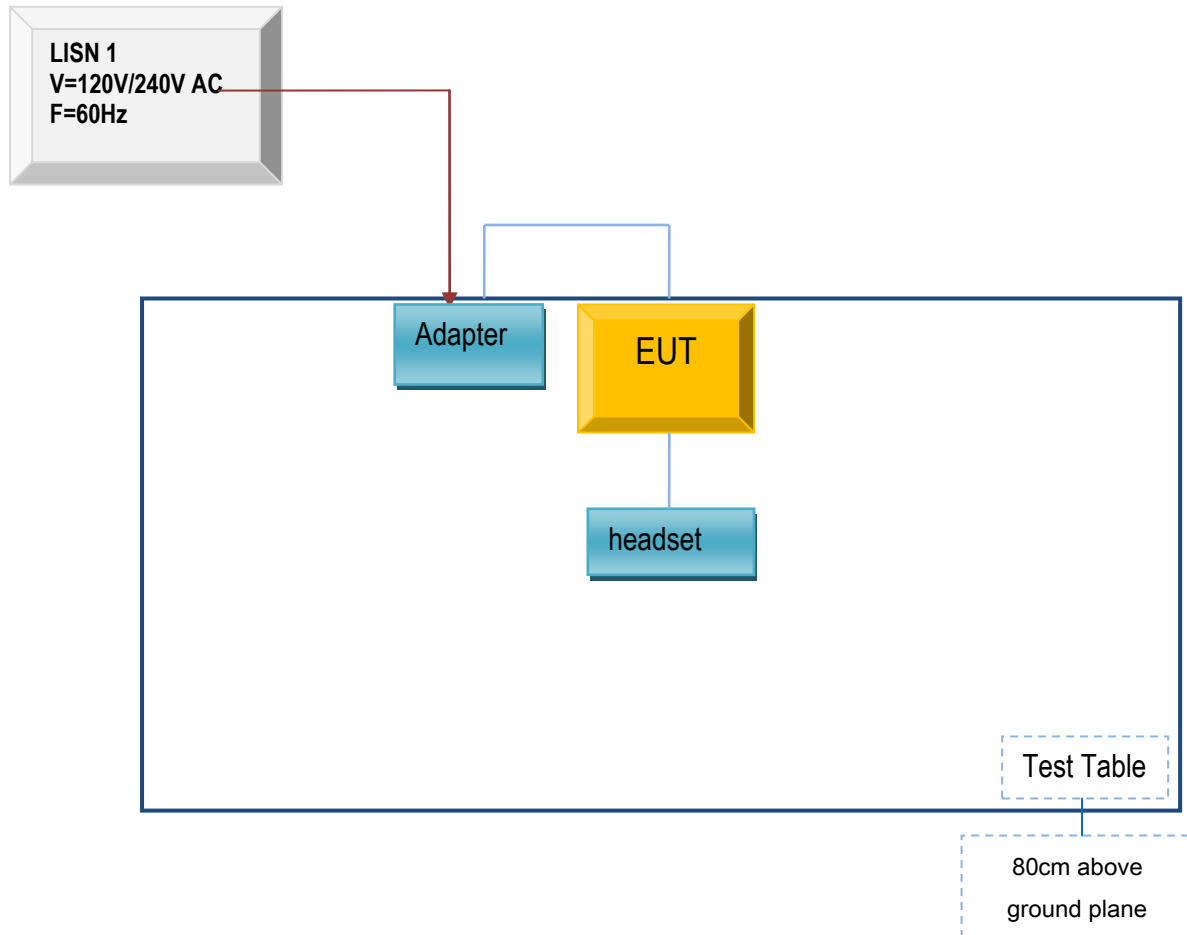 LISN 1
V=120V/240V AC
F=60Hz
Adapter
EUT
headset
Test Table
80cm above
ground plane